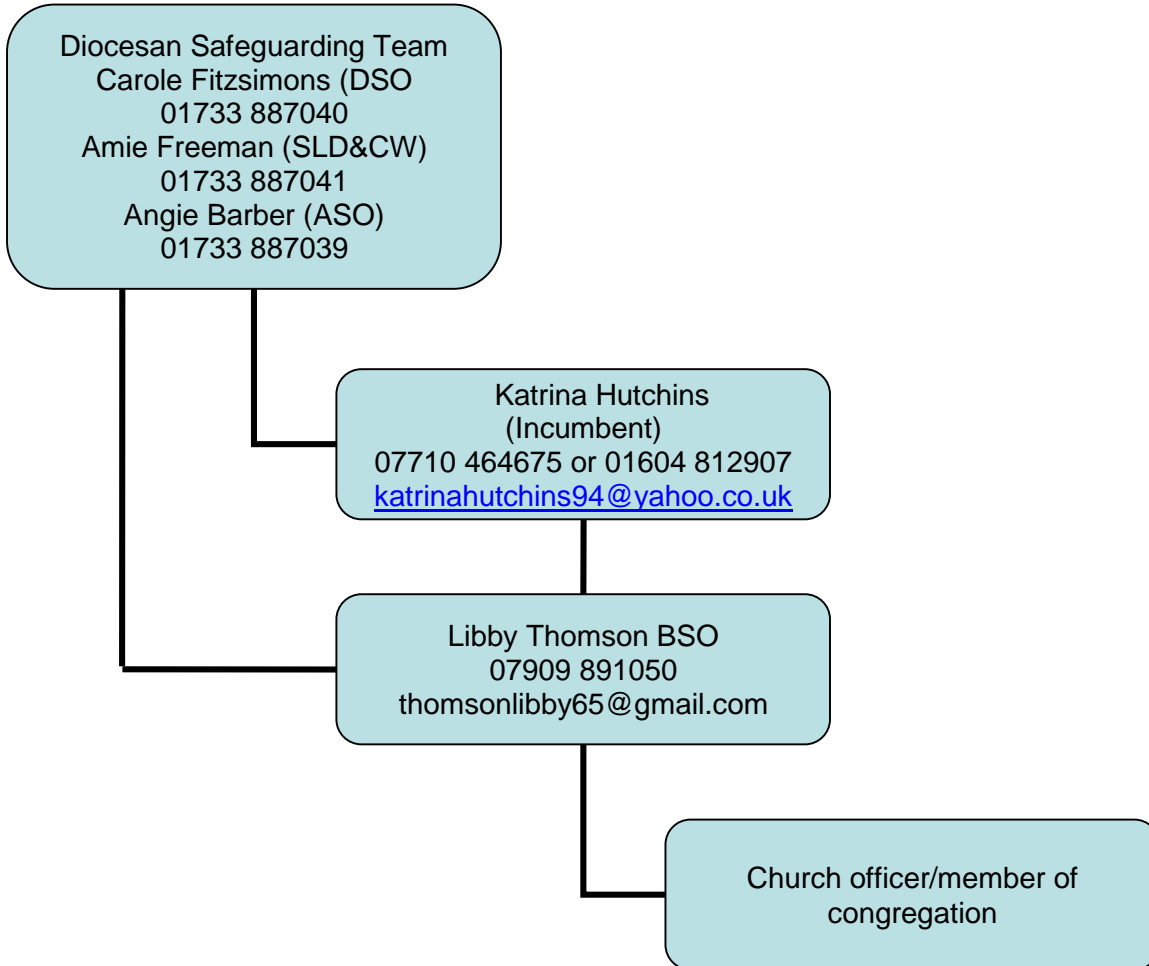 Diocesan Safeguarding Team
Carole Fitzsimons (DSO
01733 887040
Amie Freeman (SLD&CW)
01733 887041
Angie Barber (ASO)
01733 887039
Katrina Hutchins
(Incumbent)
07710 464675 or 01604 812907
katrinahutchins94@yahoo.co.uk
Libby Thomson BSO
07909 891050
thomsonlibby65@gmail.com
Church officer/member of
congregation